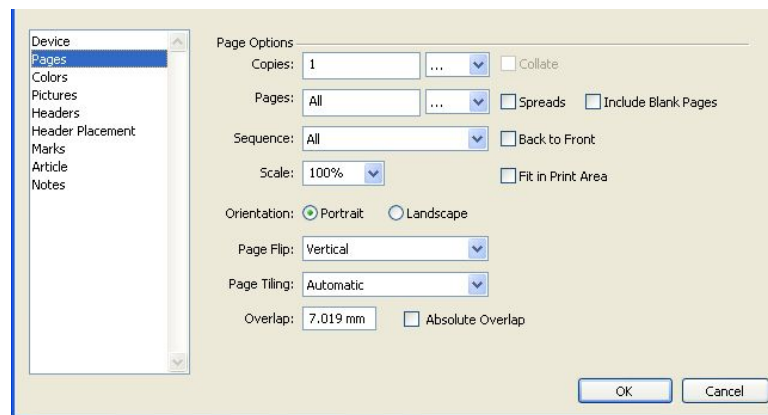 Device
Pages
Colors
Pictures
Headers
Header Placement
Marks
Article
Notes
Page Options
Copies: 1 ... Collate
Pages: All ... Spreads Include Blank Pages
Sequence: All Back to Front
Scale: 100% Fit in Print Area
Orientation: Portrait Landscape
Page Flip: Vertical
Page Tiling: Automatic
Overlap: 7.019 mm Absolute Overlap
OK Cancel